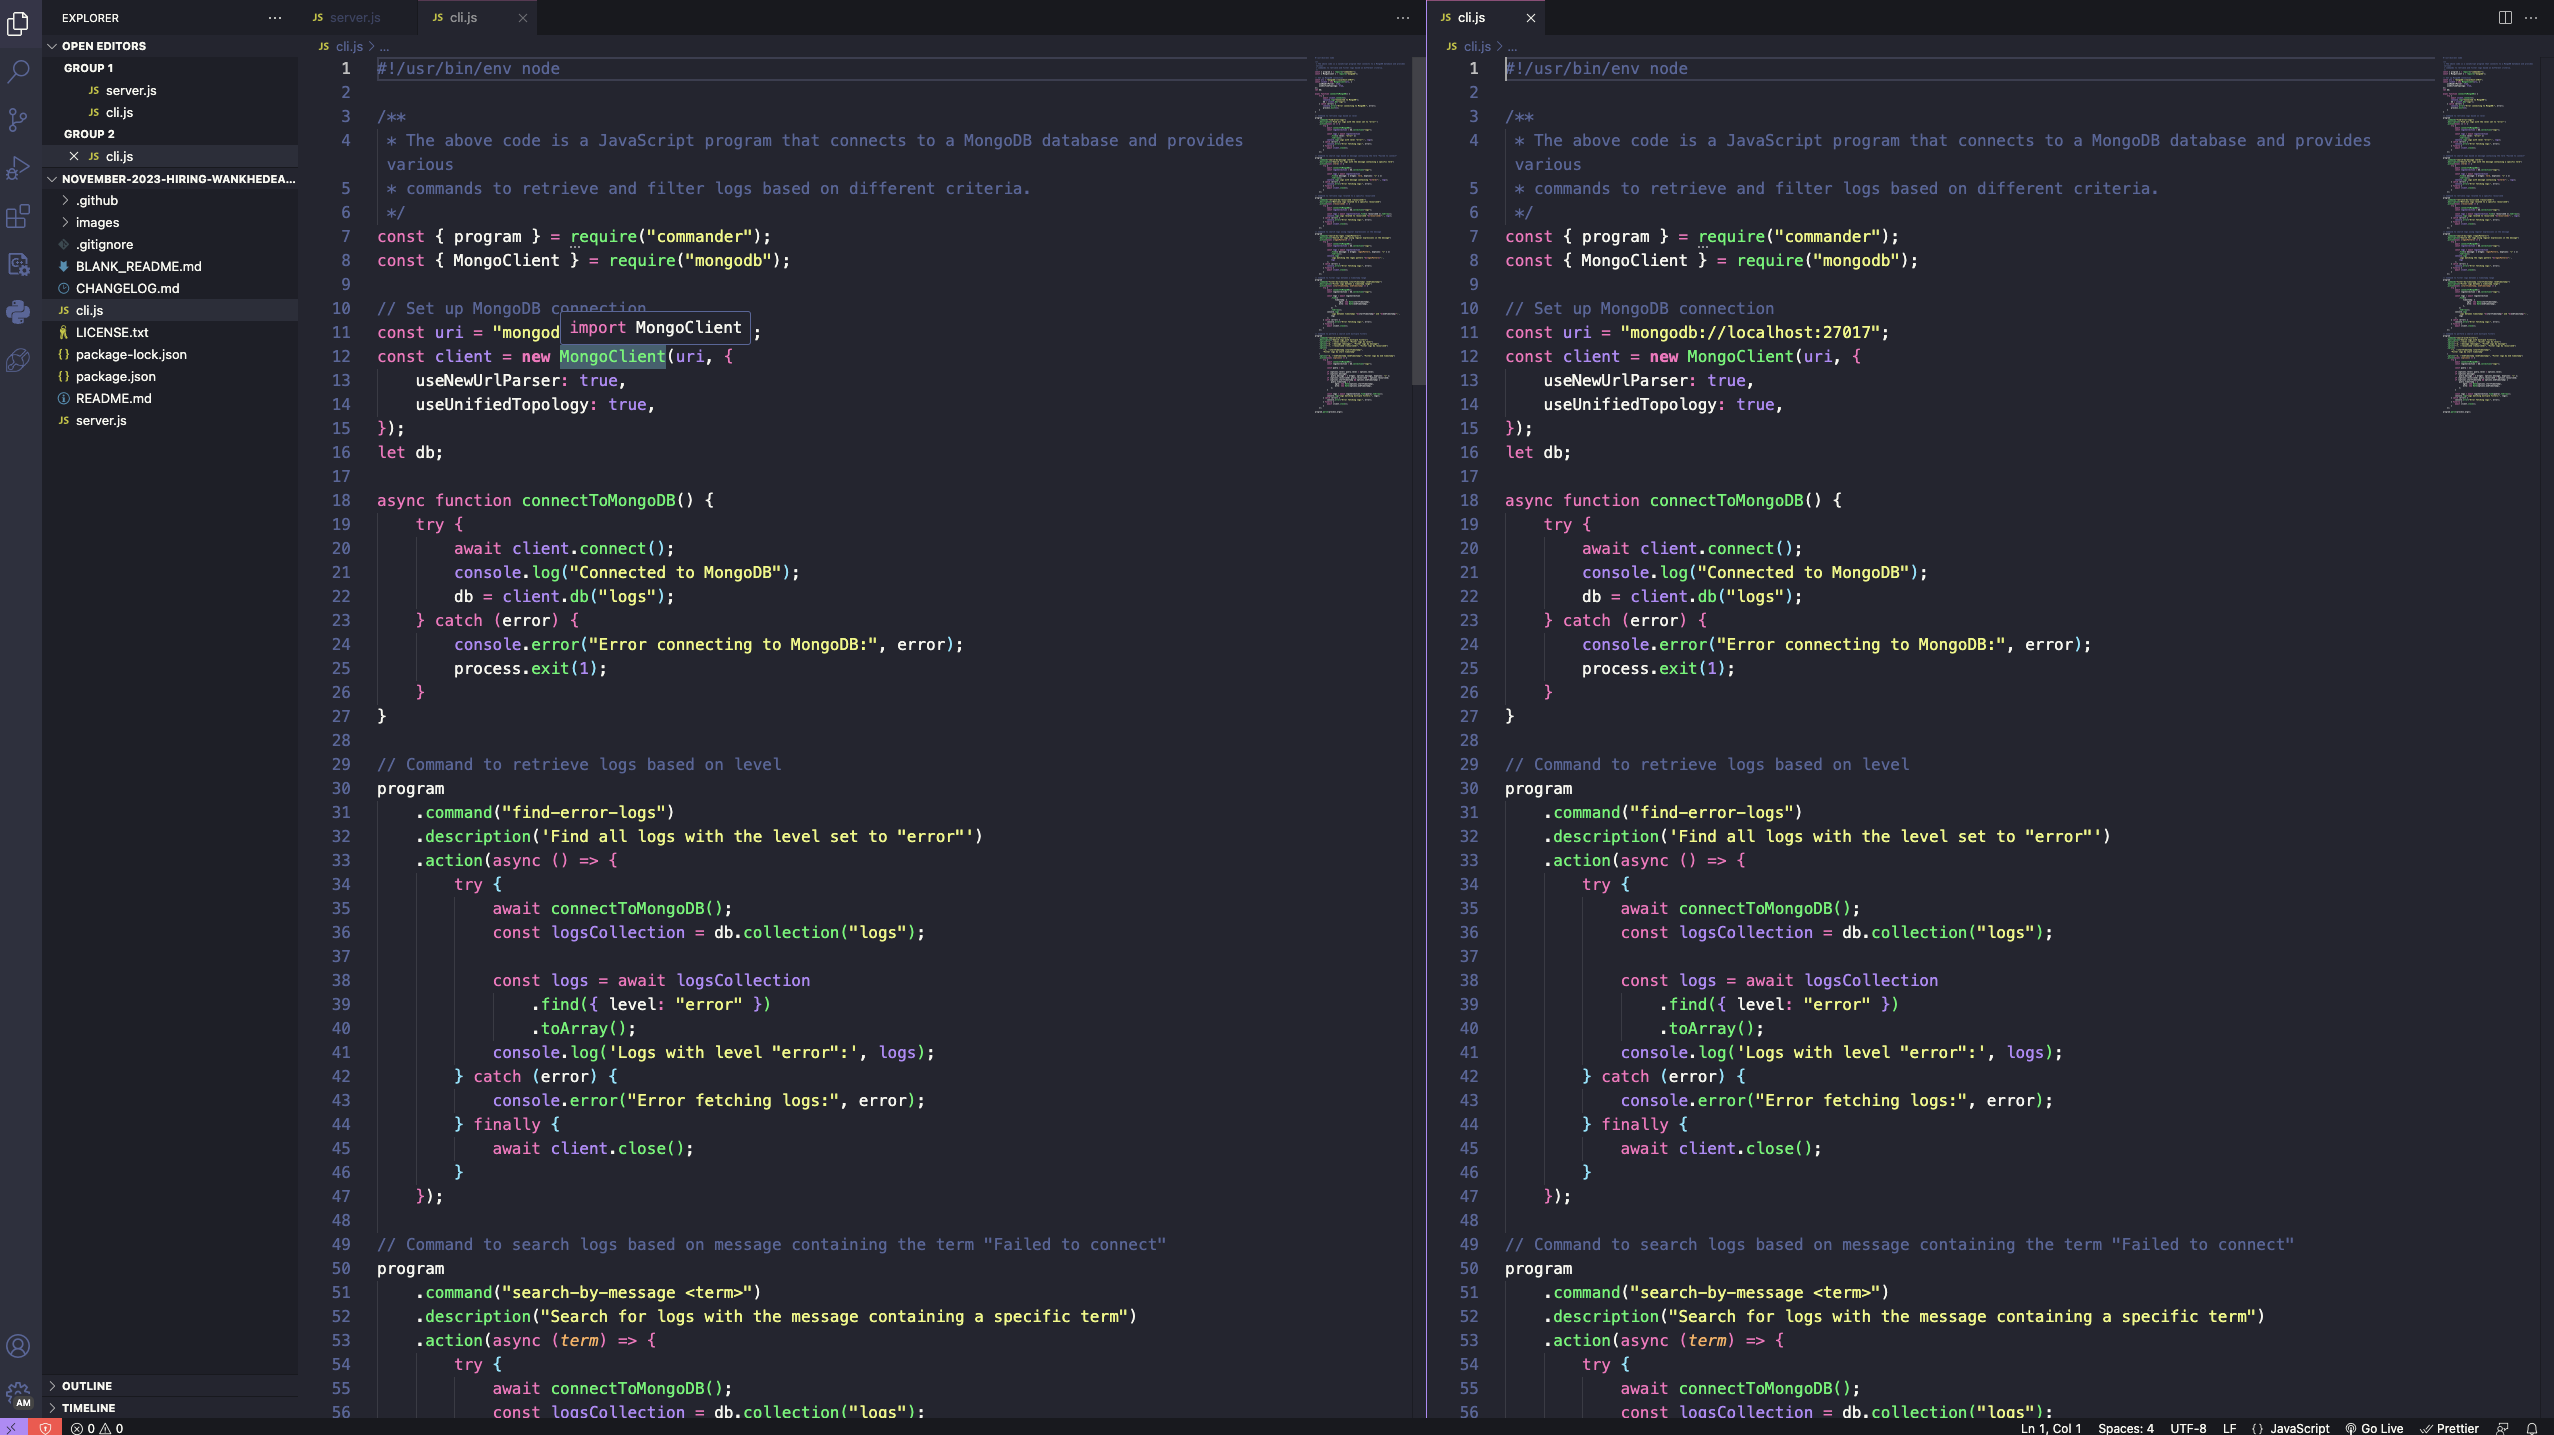 EXPLORER
OPEN EDITORS
GROUP 1
JS server.js
JS cli.js
GROUP 2
JS cli.js
NOVEMBER-2023-HIRING-WANKHEDEA...
.github
images
.gitignore
BLANK_README.md
CHANGELOG.md
JS cli.js
LICENSE.txt
{} package-lock.json
{} package.json
README.md
JS server.js
OUTLINE
TIMELINE
AM
JS server.js
JS cli.js
JS cli.js > ...
1 #!/usr/bin/env node
2
3 /**
4 * The above code is a JavaScript program that connects to a MongoDB database and provides
various
5 * commands to retrieve and filter logs based on different criteria.
6 */
7 const { program } = require("commander");
8 const { MongoClient } = require("mongodb");
9
10 // Set up MongoDB connection
import MongoClient
11 const uri = "mongod ;
12 const client = new MongoClient(uri, {
13 useNewUrlParser: true,
14 useUnifiedTopology: true,
15 });
16 let db;
17
18 async function connectToMongoDB() {
19 try {
20 await client.connect();
21 console.log("Connected to MongoDB");
22 db = client.db("logs");
23 } catch (error) {
24 console.error("Error connecting to MongoDB:", error);
25 process.exit(1);
26 }
27 }
28
29 // Command to retrieve logs based on level
30 program
31 .command("find-error-logs")
32 .description('Find all logs with the level set to "error"')
33 .action(async () => {
34 try {
35 await connectToMongoDB();
36 const logsCollection = db.collection("logs");
37
38 const logs = await logsCollection
39 .find({ level: "error" })
40 .toArray();
41 console.log('Logs with level "error":', logs);
42 } catch (error) {
43 console.error("Error fetching logs:", error);
44 } finally {
45 await client.close();
46 }
47 });
48
49 // Command to search logs based on message containing the term "Failed to connect"
50 program
51 .command("search-by-message <term>")
52 .description("Search for logs with the message containing a specific term")
53 .action(async (term) => {
54 try {
55 await connectToMongoDB();
56 const logsCollection = db.collection("logs");
JS cli.js
JS cli.js > ...
1 #!/usr/bin/env node
2
3 /**
4 * The above code is a JavaScript program that connects to a MongoDB database and provides
various
5 * commands to retrieve and filter logs based on different criteria.
6 */
7 const { program } = require("commander");
8 const { MongoClient } = require("mongodb");
9
10 // Set up MongoDB connection
11 const uri = "mongodb://localhost:27017";
12 const client = new MongoClient(uri, {
13 useNewUrlParser: true,
14 useUnifiedTopology: true,
15 });
16 let db;
17
18 async function connectToMongoDB() {
19 try {
20 await client.connect();
21 console.log("Connected to MongoDB");
22 db = client.db("logs");
23 } catch (error) {
24 console.error("Error connecting to MongoDB:", error);
25 process.exit(1);
26 }
27 }
28
29 // Command to retrieve logs based on level
30 program
31 .command("find-error-logs")
32 .description('Find all logs with the level set to "error"')
33 .action(async () => {
34 try {
35 await connectToMongoDB();
36 const logsCollection = db.collection("logs");
37
38 const logs = await logsCollection
39 .find({ level: "error" })
40 .toArray();
41 console.log('Logs with level "error":', logs);
42 } catch (error) {
43 console.error("Error fetching logs:", error);
44 } finally {
45 await client.close();
46 }
47 });
48
49 // Command to search logs based on message containing the term "Failed to connect"
50 program
51 .command("search-by-message <term>")
52 .description("Search for logs with the message containing a specific term")
53 .action(async (term) => {
54 try {
55 await connectToMongoDB();
56 const logsCollection = db.collection("logs");
0 0
Ln 1, Col 1 Spaces: 4 UTF-8 LF {} JavaScript Go Live Prettier